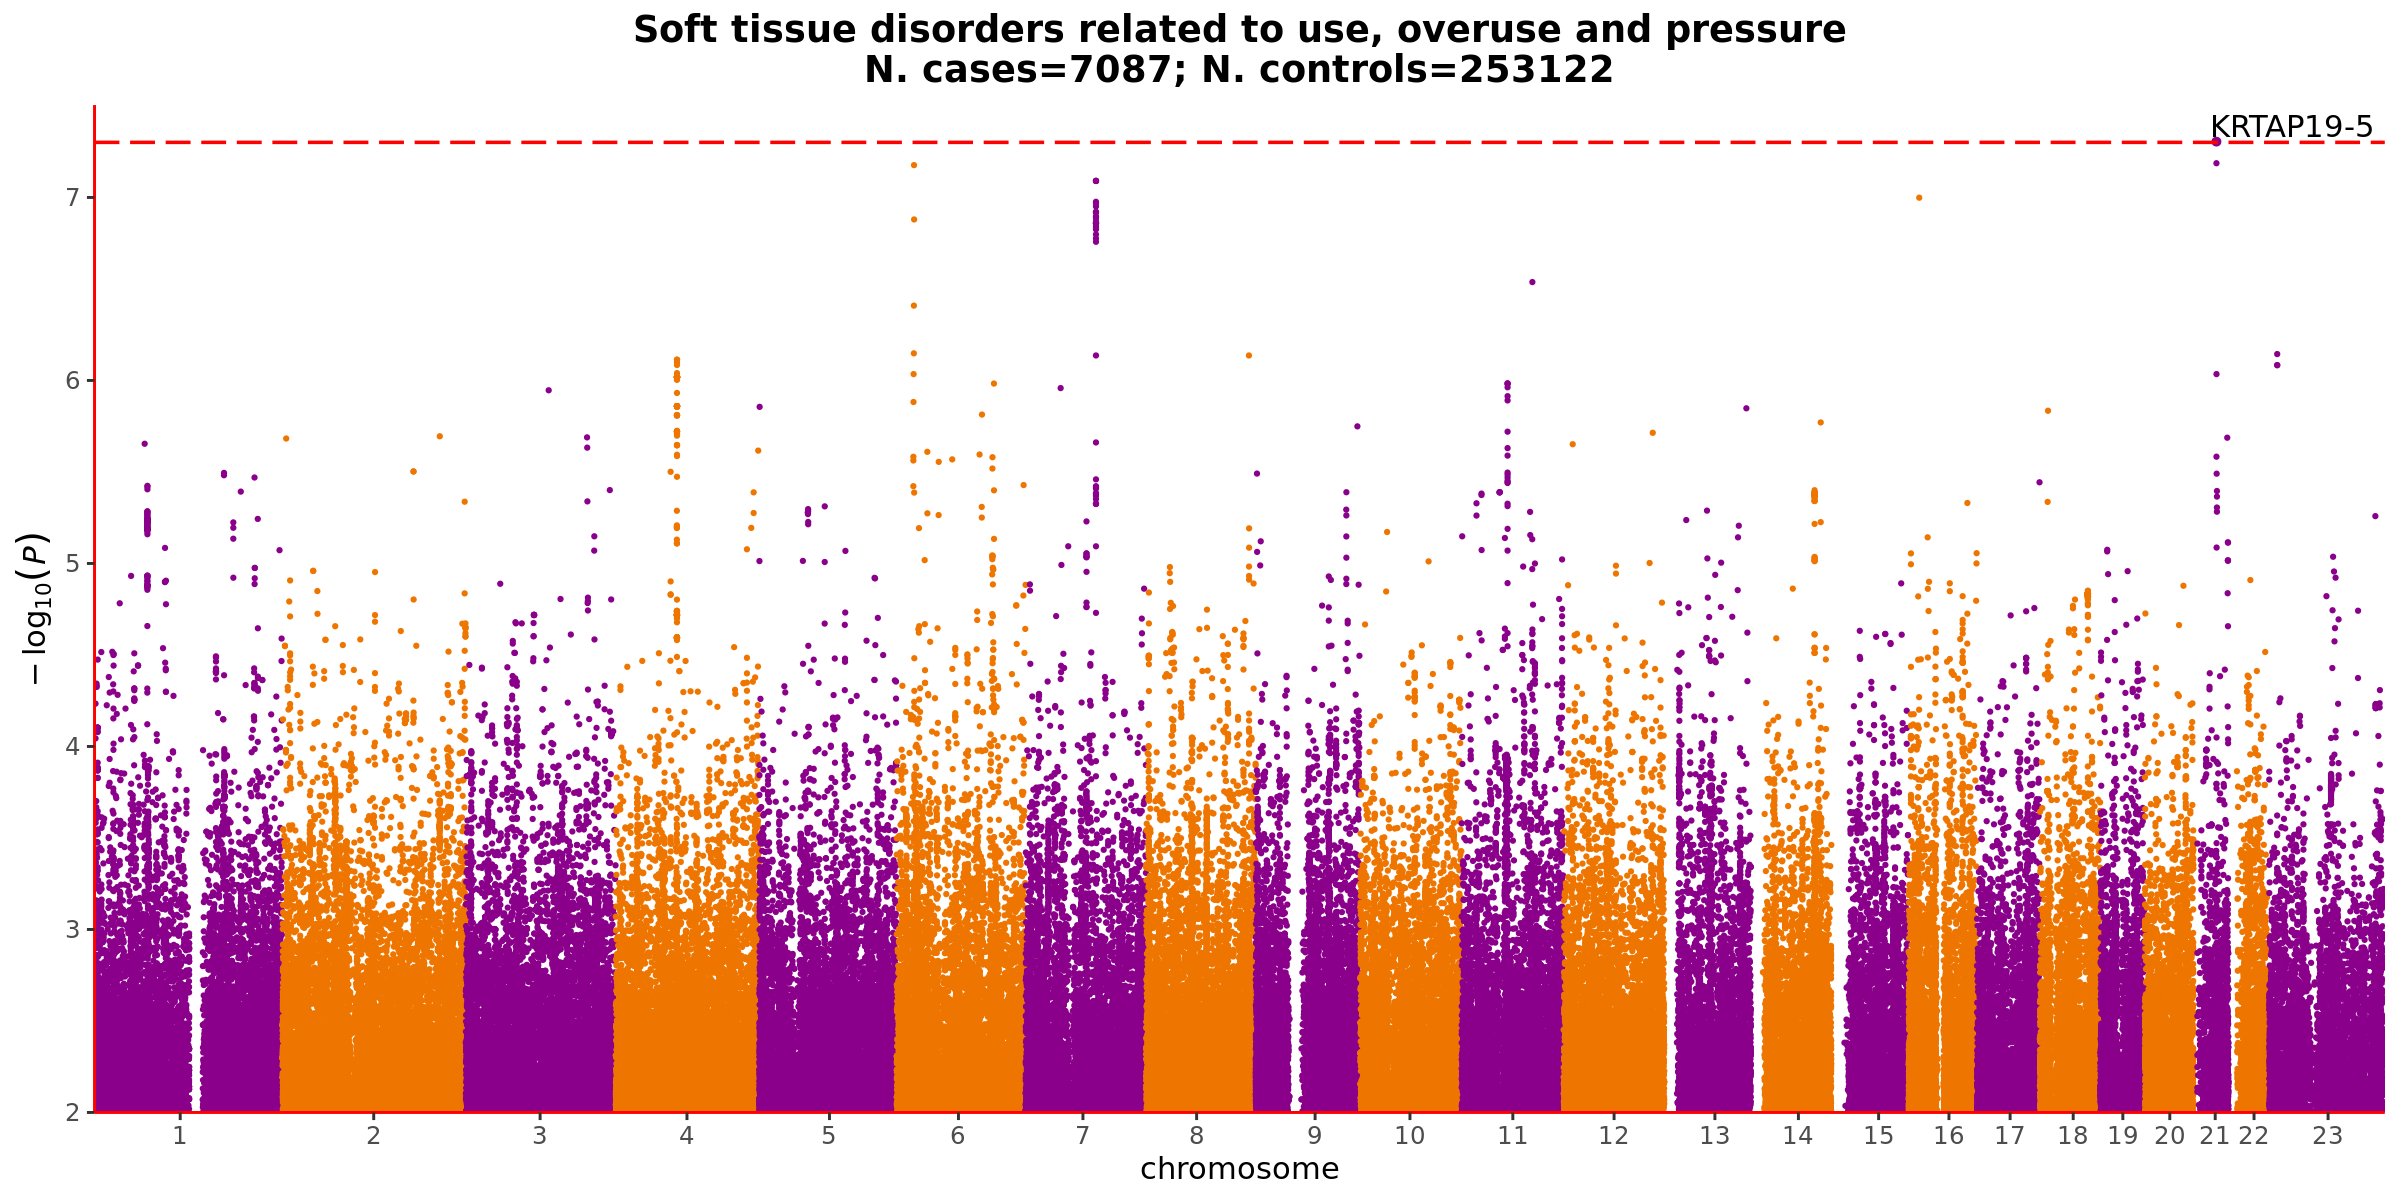 Soft tissue disorders related to use, overuse and pressure
N. cases=7087; N. controls=253122
KRTAP19-5
7
6
5
4
3
2
−log₁₀(P)
1 2 3 4 5 6 7 8 9 10 11 12 13 14 15 16 17 18 19 20 21 22 23
chromosome